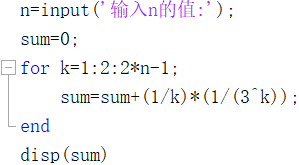 n=input('输入n的值:');
sum=0;
for k=1:2:2*n-1;
sum=sum+(1/k)*(1/(3^k));
end
disp(sum)